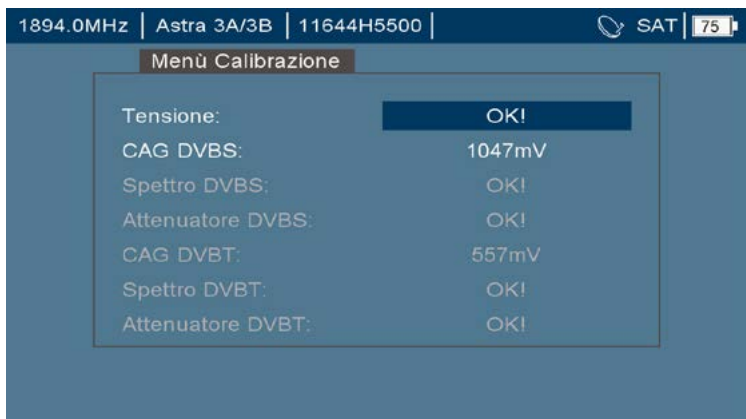 1894.0MHz | Astra 3A/3B | 11644H5500 | SAT | 75
Menù Calibrazione
Tensione: OK!
CAG DVBS: 1047mV
Spettro DVBS: OK!
Attenuatore DVBS: OK!
CAG DVBT: 557mV
Spettro DVBT: OK!
Attenuatore DVBT: OK!